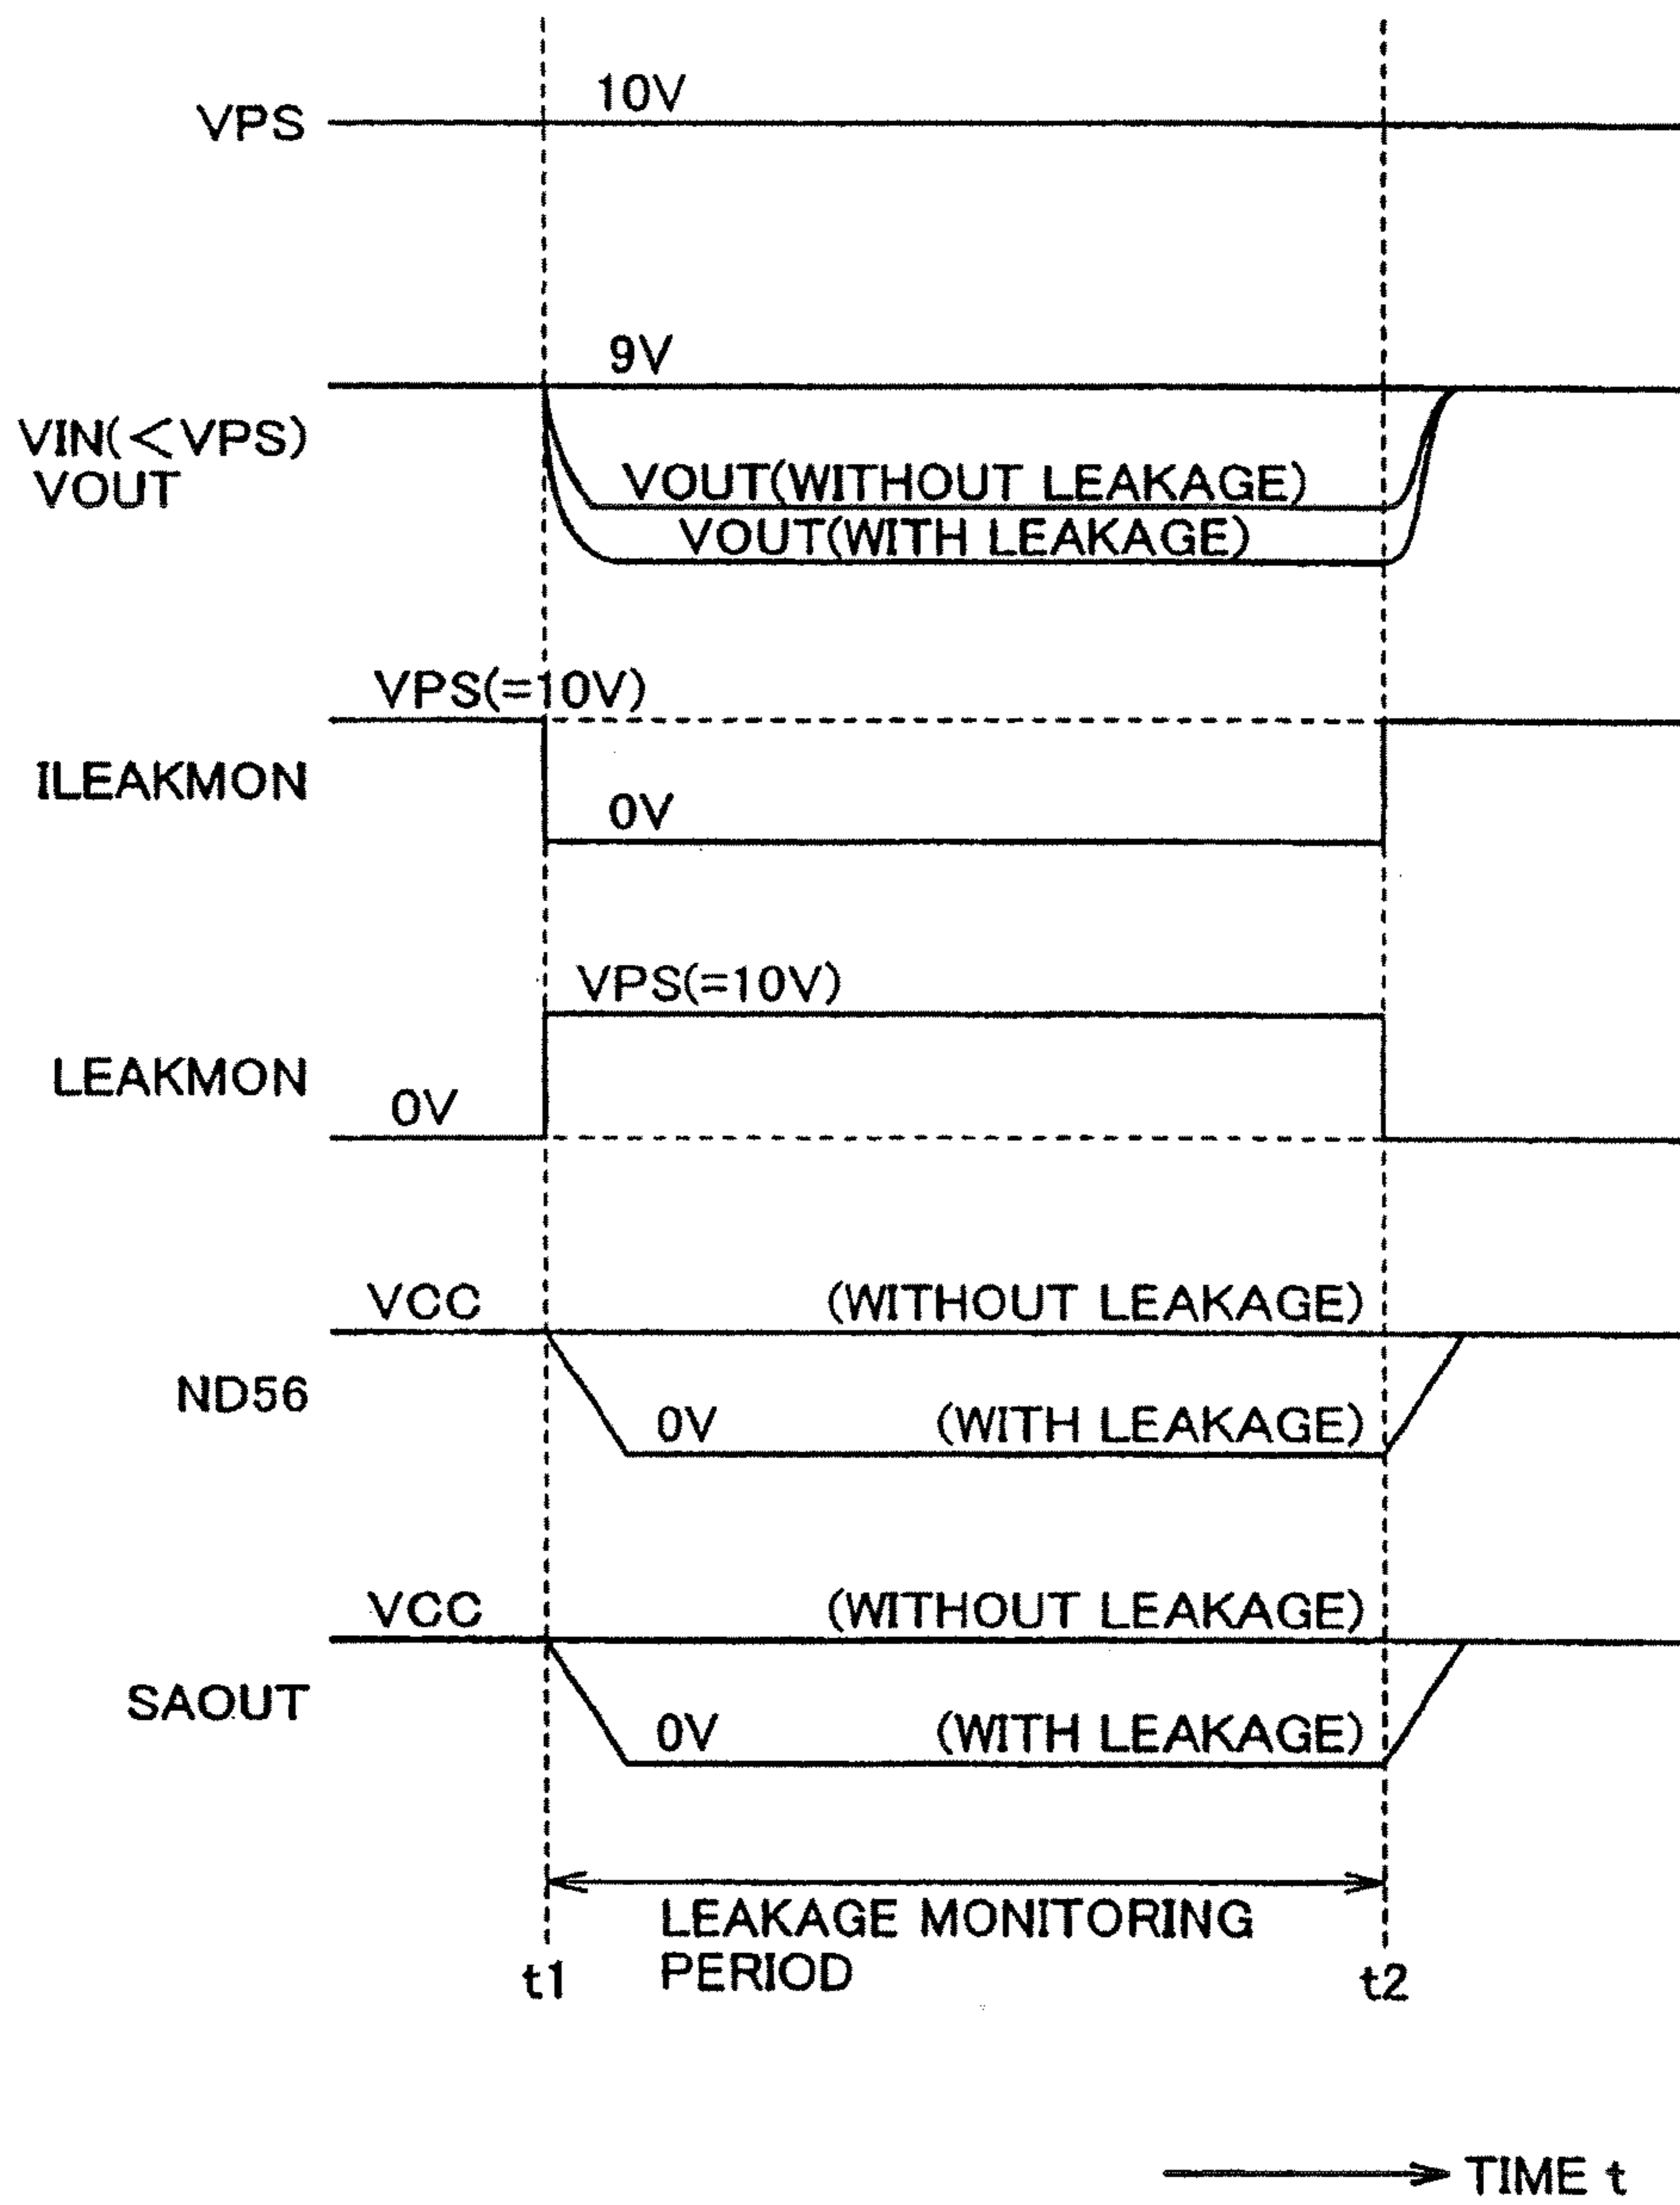 10V
VPS
9V
VIN(<VPS)
VOUT
VOUT(WITHOUT LEAKAGE)
VOUT(WITH LEAKAGE)
VPS(=10V)
ILEAKMON
0V
VPS(=10V)
LEAKMON
0V
VCC
(WITHOUT LEAKAGE)
ND56
0V
(WITH LEAKAGE)
VCC
(WITHOUT LEAKAGE)
SAOUT
0V
(WITH LEAKAGE)
LEAKAGE MONITORING
PERIOD
t1
t2
TIME t